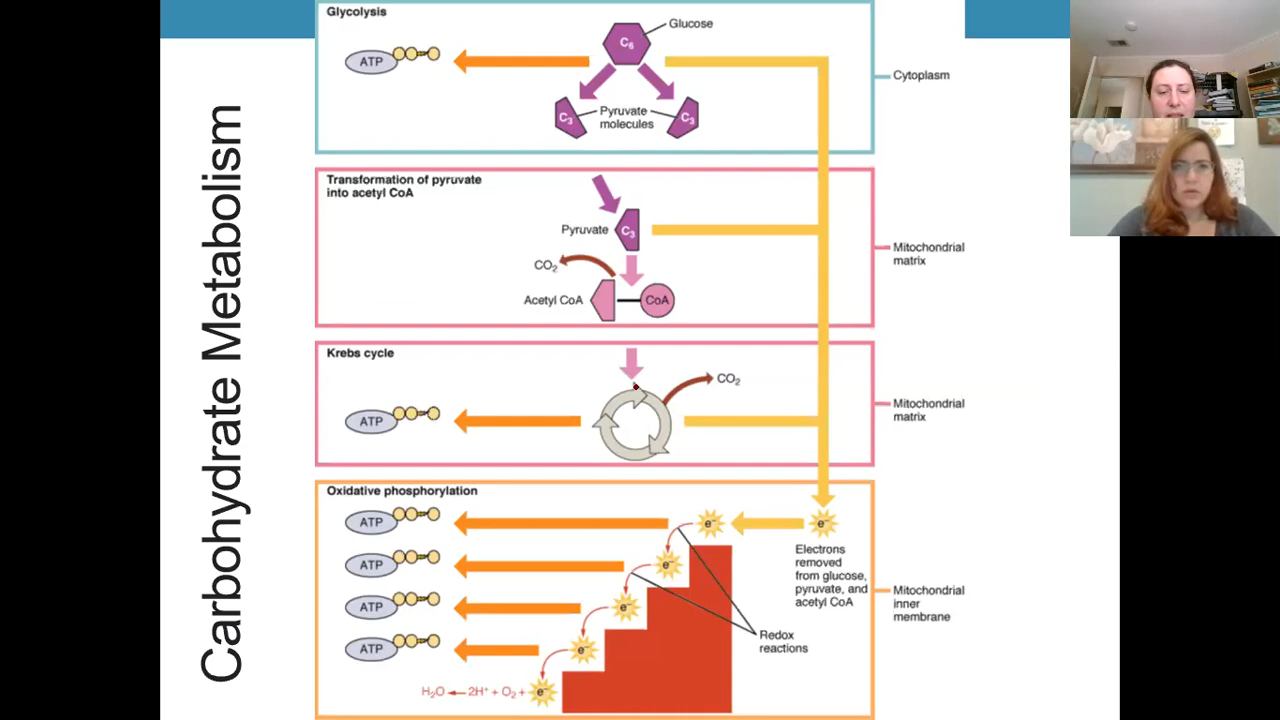 Carbohydrate Metabolism
Glycolysis
Glucose
C6
ATP
Pyruvate
molecules
C3
C3
Cytoplasm
Transformation of pyruvate
into acetyl CoA
Pyruvate
C3
CO2
Acetyl CoA
CoA
Mitochondrial
matrix
Krebs cycle
CO2
ATP
Mitochondrial
matrix
Oxidative phosphorylation
ATP
e-
e-
Electrons
removed
from glucose,
pyruvate, and
acetyl CoA
ATP
e-
ATP
e-
Mitochondrial
inner
membrane
Redox
reactions
ATP
e-
H2O
2H+ + O2 +
e-